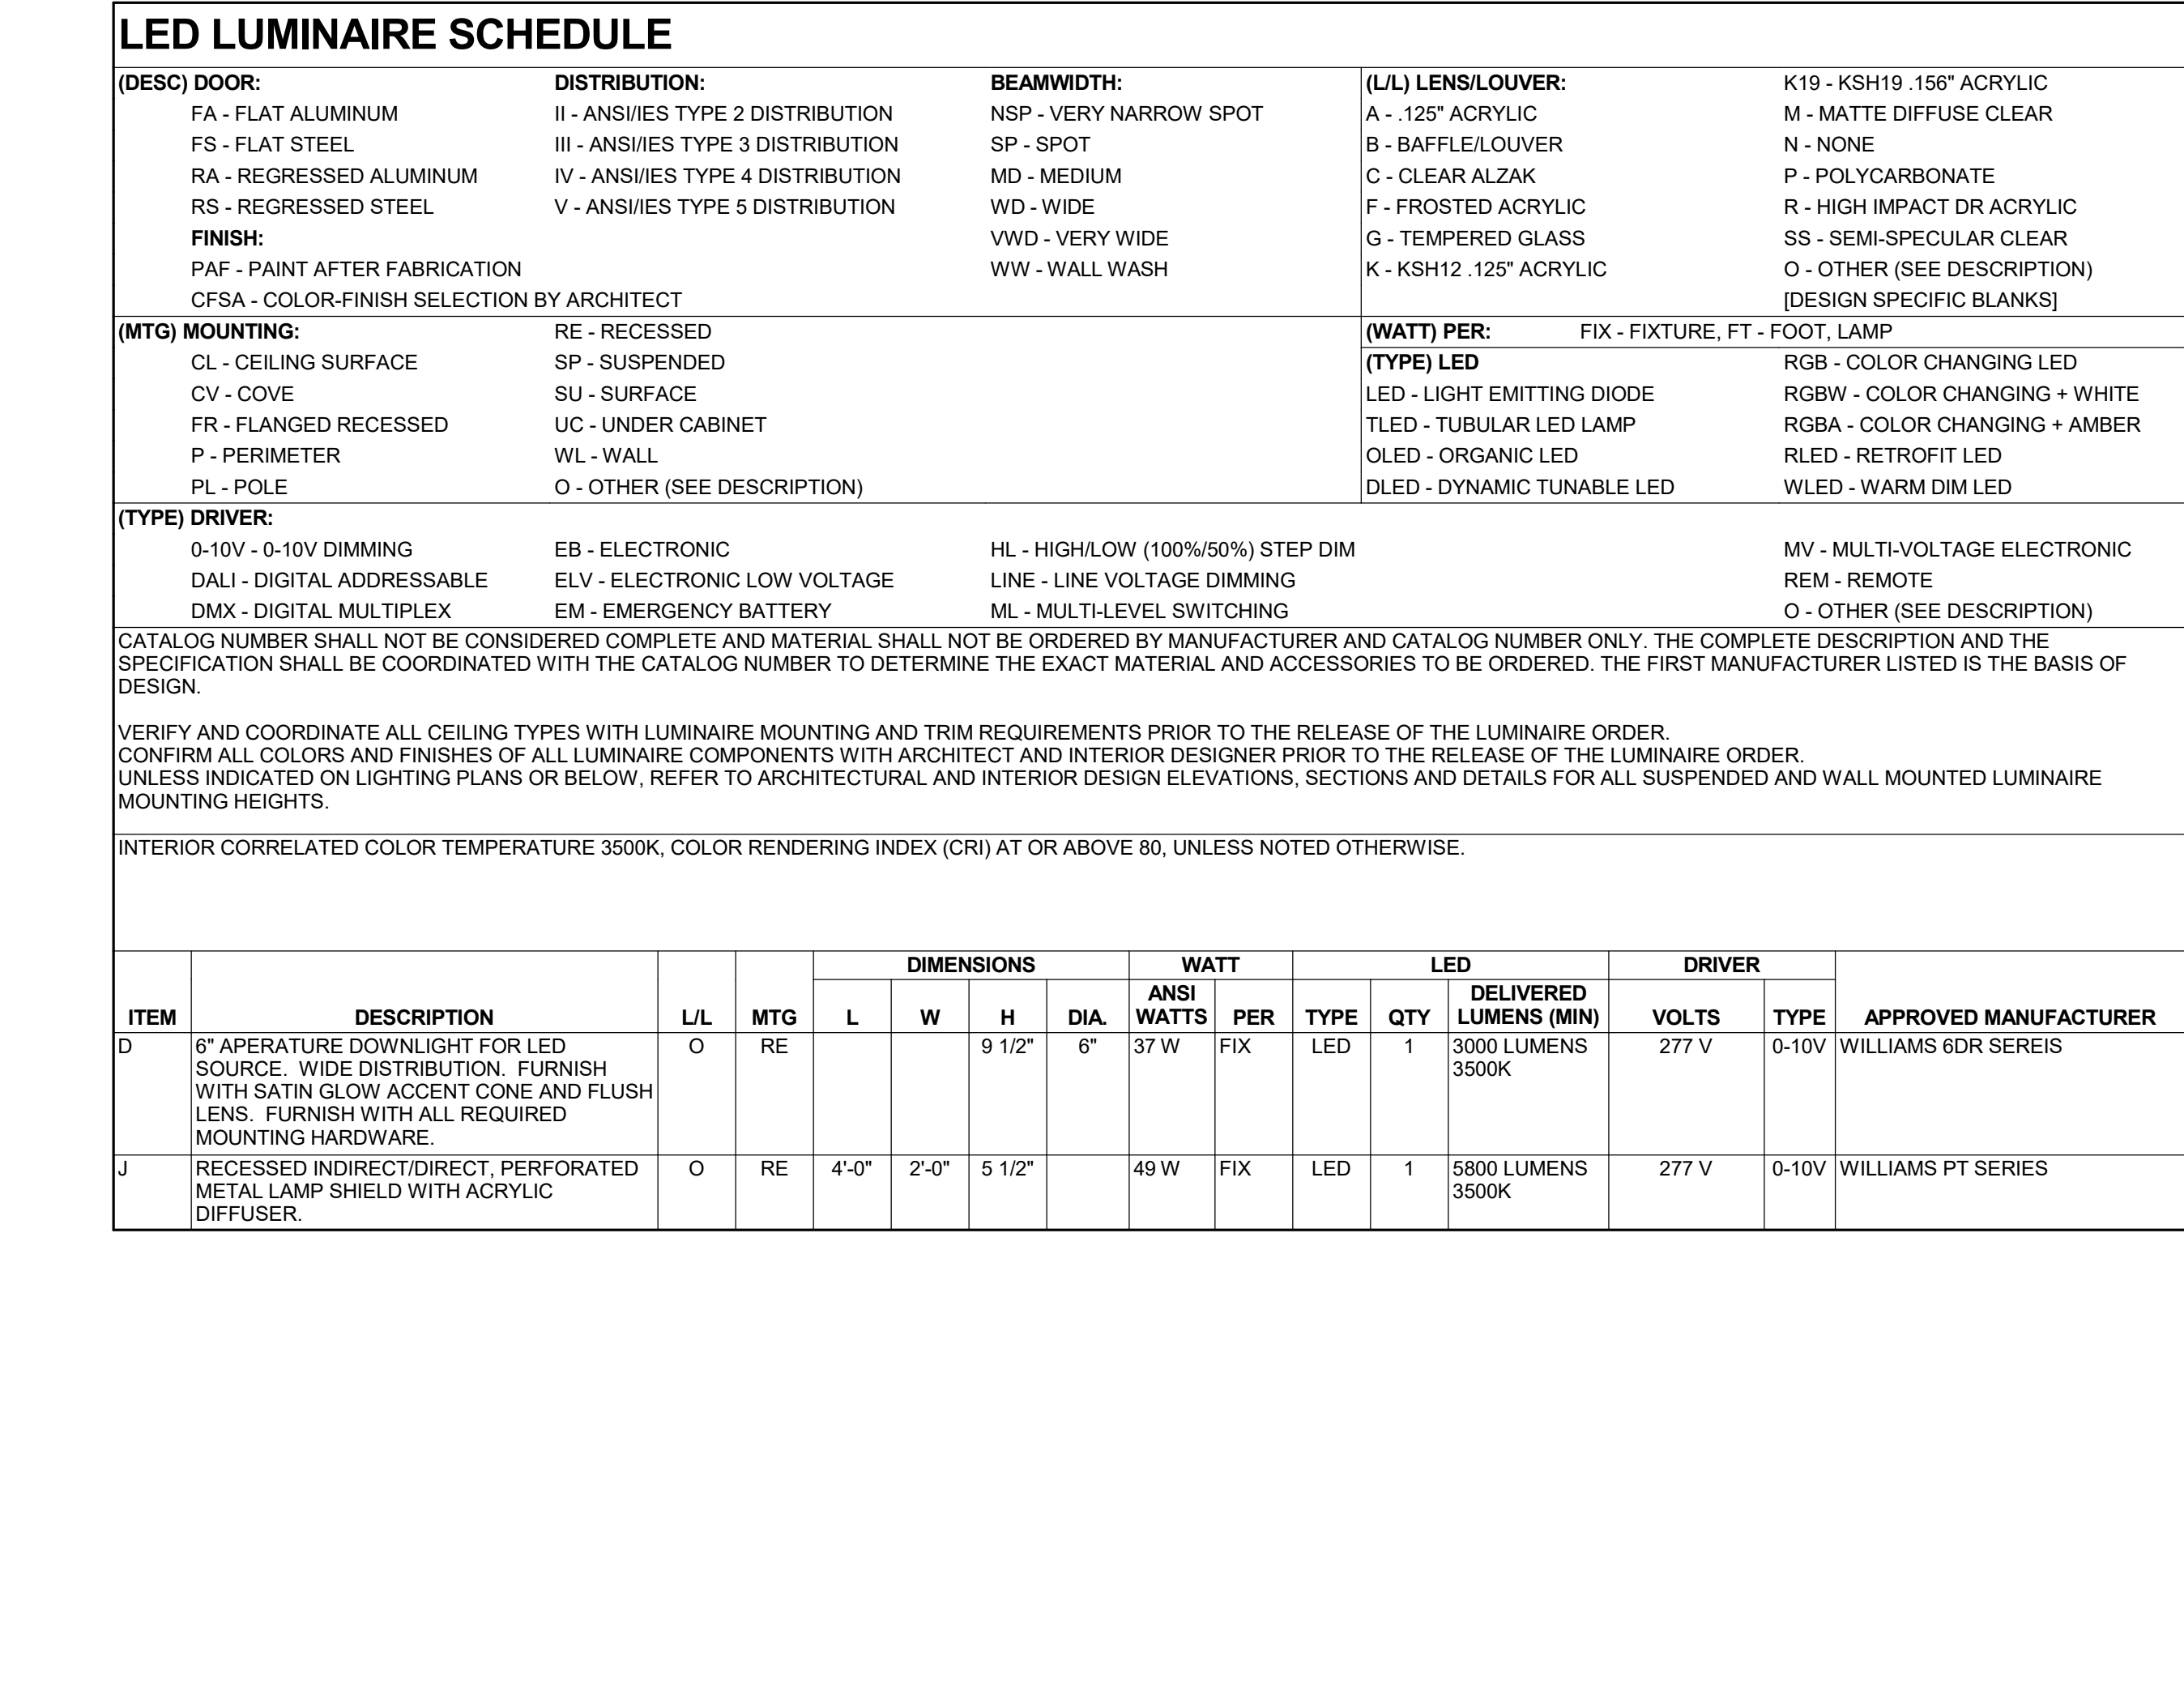 LED LUMINAIRE SCHEDULE
(DESC) DOOR: DISTRIBUTION: BEAMWIDTH: (L/L) LENS/LOUVER: K19 - KSH19 .156" ACRYLIC
FA - FLAT ALUMINUM II - ANSI/IES TYPE 2 DISTRIBUTION NSP - VERY NARROW SPOT A - .125" ACRYLIC M - MATTE DIFFUSE CLEAR
FS - FLAT STEEL III - ANSI/IES TYPE 3 DISTRIBUTION SP - SPOT B - BAFFLE/LOUVER N - NONE
RA - REGRESSED ALUMINUM IV - ANSI/IES TYPE 4 DISTRIBUTION MD - MEDIUM C - CLEAR ALZAK P - POLYCARBONATE
RS - REGRESSED STEEL V - ANSI/IES TYPE 5 DISTRIBUTION WD - WIDE F - FROSTED ACRYLIC R - HIGH IMPACT DR ACRYLIC
FINISH: VWD - VERY WIDE G - TEMPERED GLASS SS - SEMI-SPECULAR CLEAR
PAF - PAINT AFTER FABRICATION WW - WALL WASH K - KSH12 .125" ACRYLIC O - OTHER (SEE DESCRIPTION)
CFSA - COLOR-FINISH SELECTION BY ARCHITECT [DESIGN SPECIFIC BLANKS]
(MTG) MOUNTING: RE - RECESSED (WATT) PER: FIX - FIXTURE, FT - FOOT, LAMP
CL - CEILING SURFACE SP - SUSPENDED (TYPE) LED RGB - COLOR CHANGING LED
CV - COVE SU - SURFACE LED - LIGHT EMITTING DIODE RGBW - COLOR CHANGING + WHITE
FR - FLANGED RECESSED UC - UNDER CABINET TLED - TUBULAR LED LAMP RGBA - COLOR CHANGING + AMBER
P - PERIMETER WL - WALL OLED - ORGANIC LED RLED - RETROFIT LED
PL - POLE O - OTHER (SEE DESCRIPTION) DLED - DYNAMIC TUNABLE LED WLED - WARM DIM LED
(TYPE) DRIVER:
0-10V - 0-10V DIMMING EB - ELECTRONIC HL - HIGH/LOW (100%/50%) STEP DIM MV - MULTI-VOLTAGE ELECTRONIC
DALI - DIGITAL ADDRESSABLE ELV - ELECTRONIC LOW VOLTAGE LINE - LINE VOLTAGE DIMMING REM - REMOTE
DMX - DIGITAL MULTIPLEX EM - EMERGENCY BATTERY ML - MULTI-LEVEL SWITCHING O - OTHER (SEE DESCRIPTION)
CATALOG NUMBER SHALL NOT BE CONSIDERED COMPLETE AND MATERIAL SHALL NOT BE ORDERED BY MANUFACTURER AND CATALOG NUMBER ONLY. THE COMPLETE DESCRIPTION AND THE
SPECIFICATION SHALL BE COORDINATED WITH THE CATALOG NUMBER TO DETERMINE THE EXACT MATERIAL AND ACCESSORIES TO BE ORDERED. THE FIRST MANUFACTURER LISTED IS THE BASIS OF
DESIGN.
VERIFY AND COORDINATE ALL CEILING TYPES WITH LUMINAIRE MOUNTING AND TRIM REQUIREMENTS PRIOR TO THE RELEASE OF THE LUMINAIRE ORDER.
CONFIRM ALL COLORS AND FINISHES OF ALL LUMINAIRE COMPONENTS WITH ARCHITECT AND INTERIOR DESIGNER PRIOR TO THE RELEASE OF THE LUMINAIRE ORDER.
UNLESS INDICATED ON LIGHTING PLANS OR BELOW, REFER TO ARCHITECTURAL AND INTERIOR DESIGN ELEVATIONS, SECTIONS AND DETAILS FOR ALL SUSPENDED AND WALL MOUNTED LUMINAIRE
MOUNTING HEIGHTS.
INTERIOR CORRELATED COLOR TEMPERATURE 3500K, COLOR RENDERING INDEX (CRI) AT OR ABOVE 80, UNLESS NOTED OTHERWISE.
DIMENSIONS WATT LED DRIVER
ANSI DELIVERED
ITEM DESCRIPTION L/L MTG L W H DIA. WATTS PER TYPE QTY LUMENS (MIN) VOLTS TYPE APPROVED MANUFACTURER
D 6" APERATURE DOWNLIGHT FOR LED O RE 9 1/2" 6" 37 W FIX LED 1 3000 LUMENS 277 V 0-10V WILLIAMS 6DR SEREIS
SOURCE. WIDE DISTRIBUTION. FURNISH 3500K
WITH SATIN GLOW ACCENT CONE AND FLUSH
LENS. FURNISH WITH ALL REQUIRED
MOUNTING HARDWARE.
J RECESSED INDIRECT/DIRECT, PERFORATED O RE 4'-0" 2'-0" 5 1/2" 49 W FIX LED 1 5800 LUMENS 277 V 0-10V WILLIAMS PT SERIES
METAL LAMP SHIELD WITH ACRYLIC 3500K
DIFFUSER.